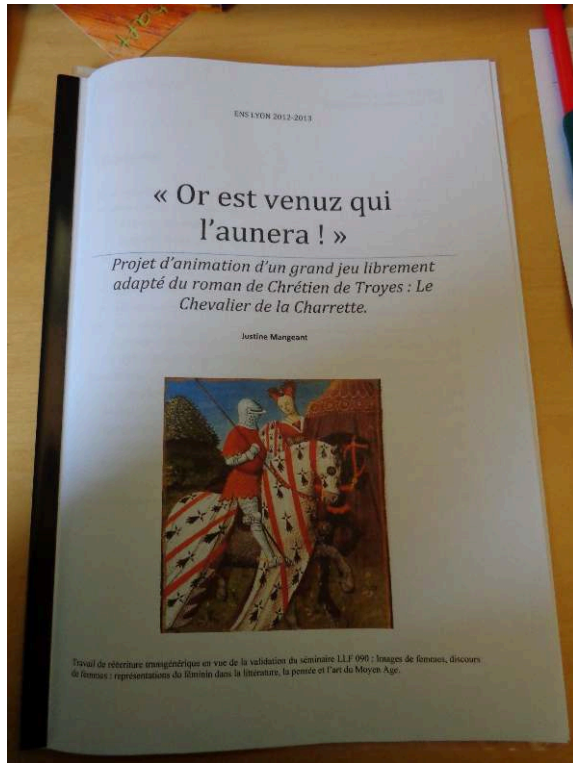 ENS LYON 2012-2013
« Or est venuz qui
l'aunera ! »
Projet d'animation d'un grand jeu librement
adapté du roman de Chrétien de Troyes : Le
Chevalier de la Charrette.
Justine Mangeant
Travail de réécriture transgénérique en vue de la validation du séminaire LLF 090 : Images de femmes, discours
de femmes : représentations du féminin dans la littérature, la pensée et l'art du Moyen Age.